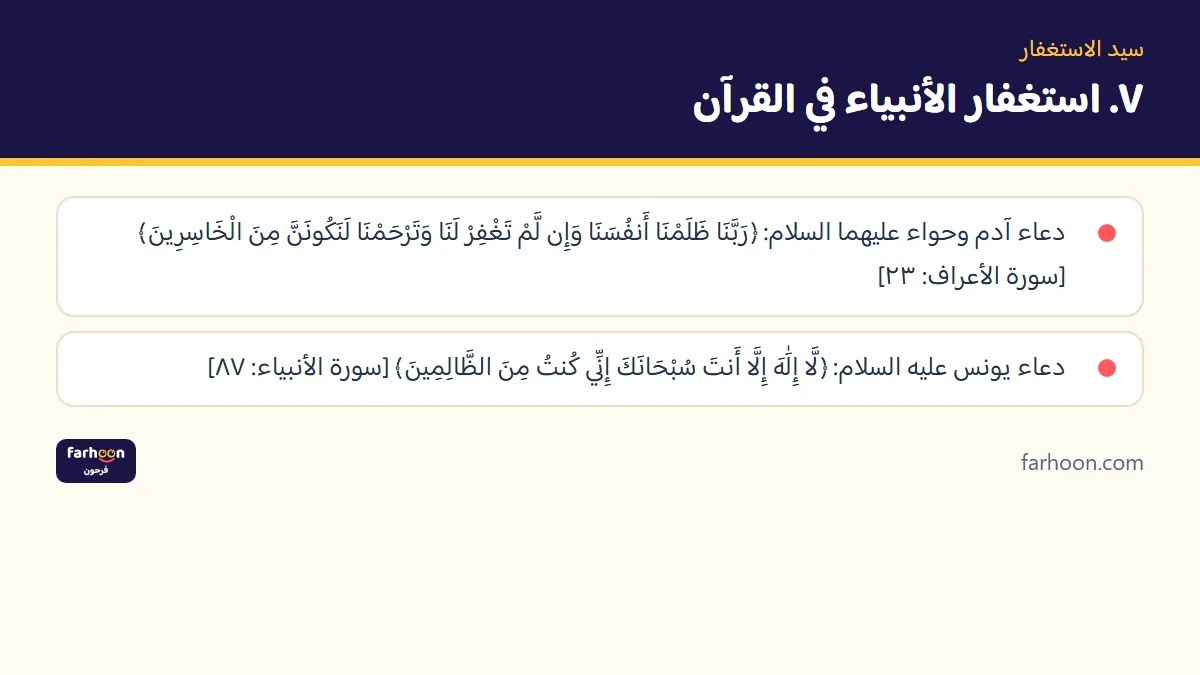 سيد الاستغفار
٧. استغفار الأنبياء في القرآن
دعاء آدم وحواء عليهما السلام: ﴿رَبَّنَا ظَلَمْنَا أَنفُسَنَا وَإِن لَّمْ تَغْفِرْ لَنَا وَتَرْحَمْنَا لَنَكُونَنَّ مِنَ الْخَاسِرِينَ﴾
[سورة الأعراف: ٢٣]
دعاء يونس عليه السلام: ﴿لَّا إِلَٰهَ إِلَّا أَنتَ سُبْحَانَكَ إِنِّي كُنتُ مِنَ الظَّالِمِينَ﴾ [سورة الأنبياء: ٨٧]
farhoon.com
farhoon
فرحون